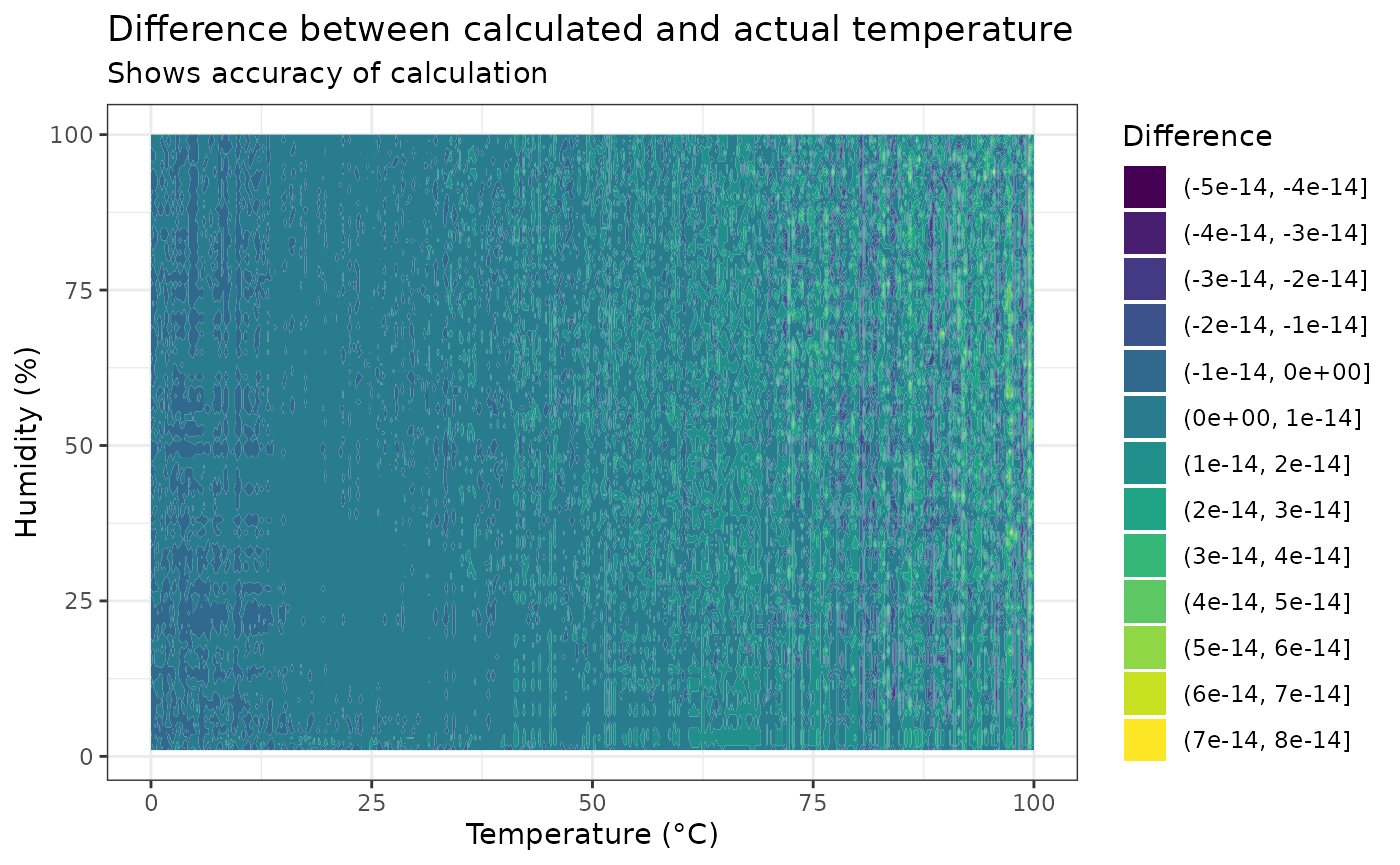 Difference between calculated and actual temperature
Shows accuracy of calculation
100
75
50
25
0
Humidity (%)
0 25 50 75 100
Temperature (°C)
Difference
(-5e-14, -4e-14]
(-4e-14, -3e-14]
(-3e-14, -2e-14]
(-2e-14, -1e-14]
(-1e-14, 0e+00]
(0e+00, 1e-14]
(1e-14, 2e-14]
(2e-14, 3e-14]
(3e-14, 4e-14]
(4e-14, 5e-14]
(5e-14, 6e-14]
(6e-14, 7e-14]
(7e-14, 8e-14]